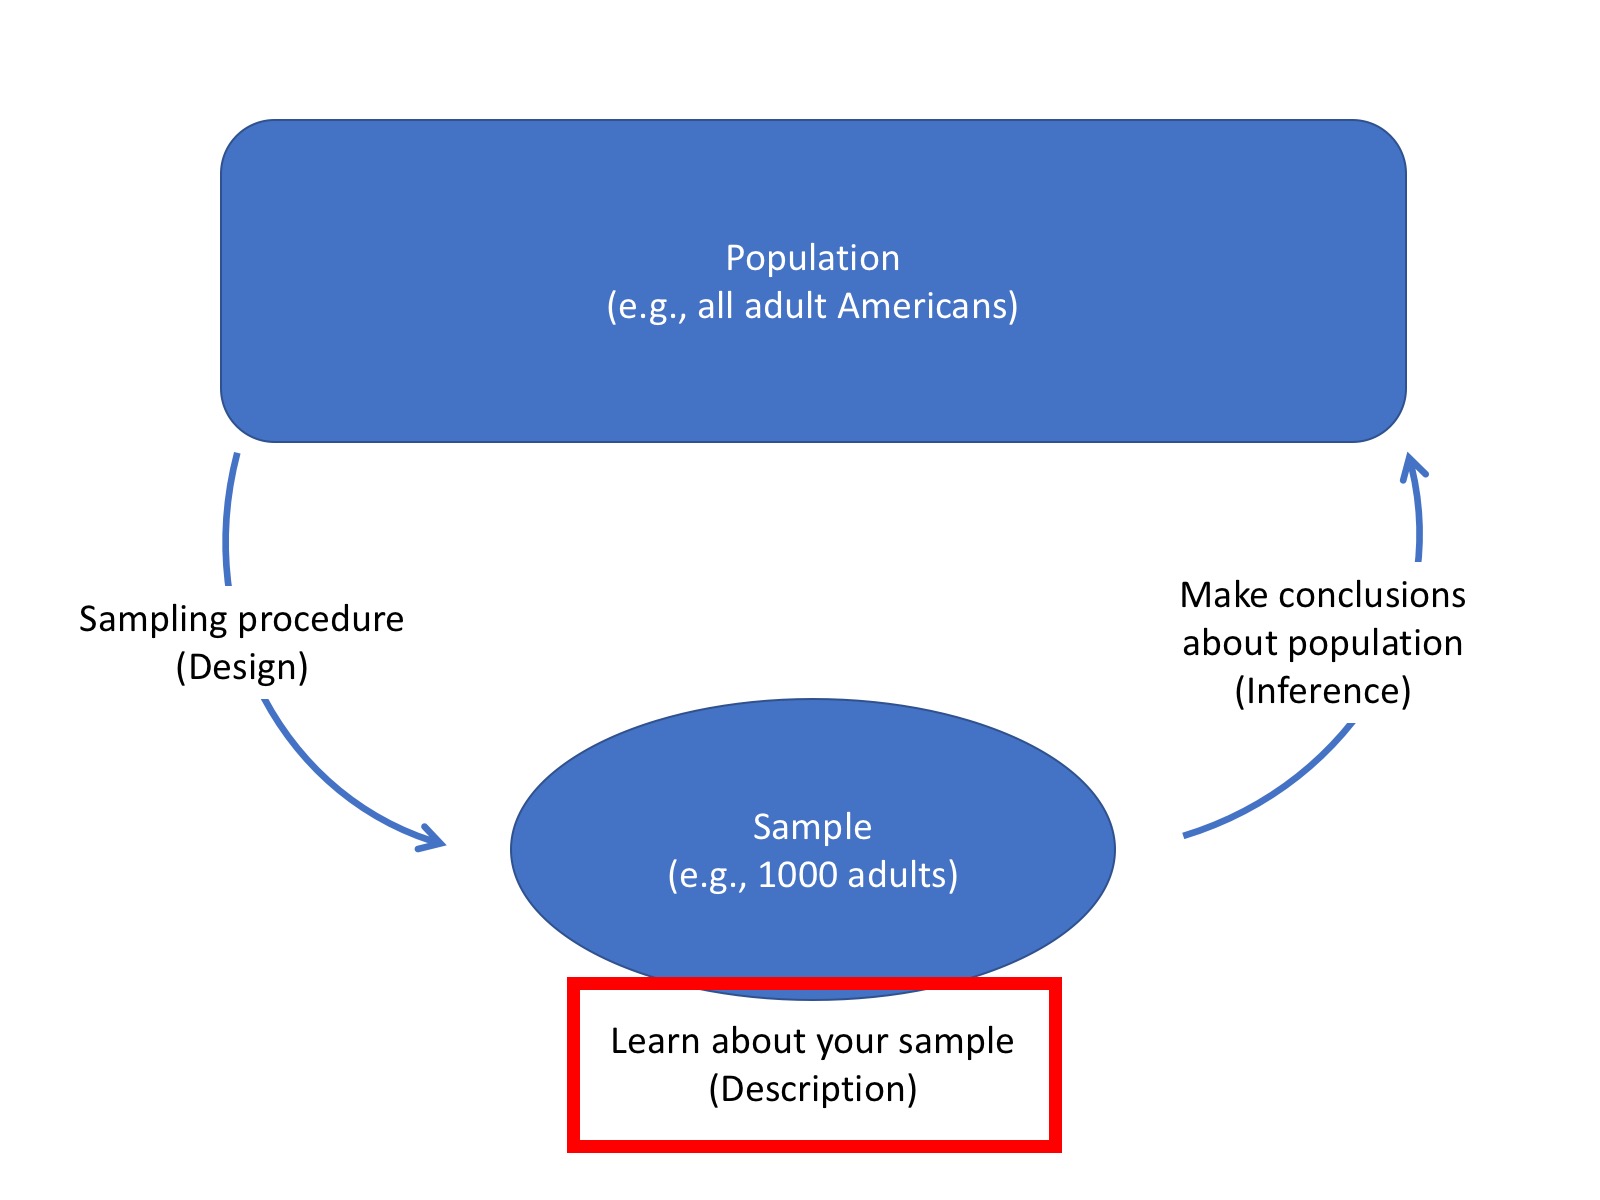 Population
(e.g., all adult Americans)
Sampling procedure
(Design)
Make conclusions
about population
(Inference)
Sample
(e.g., 1000 adults)
Learn about your sample
(Description)